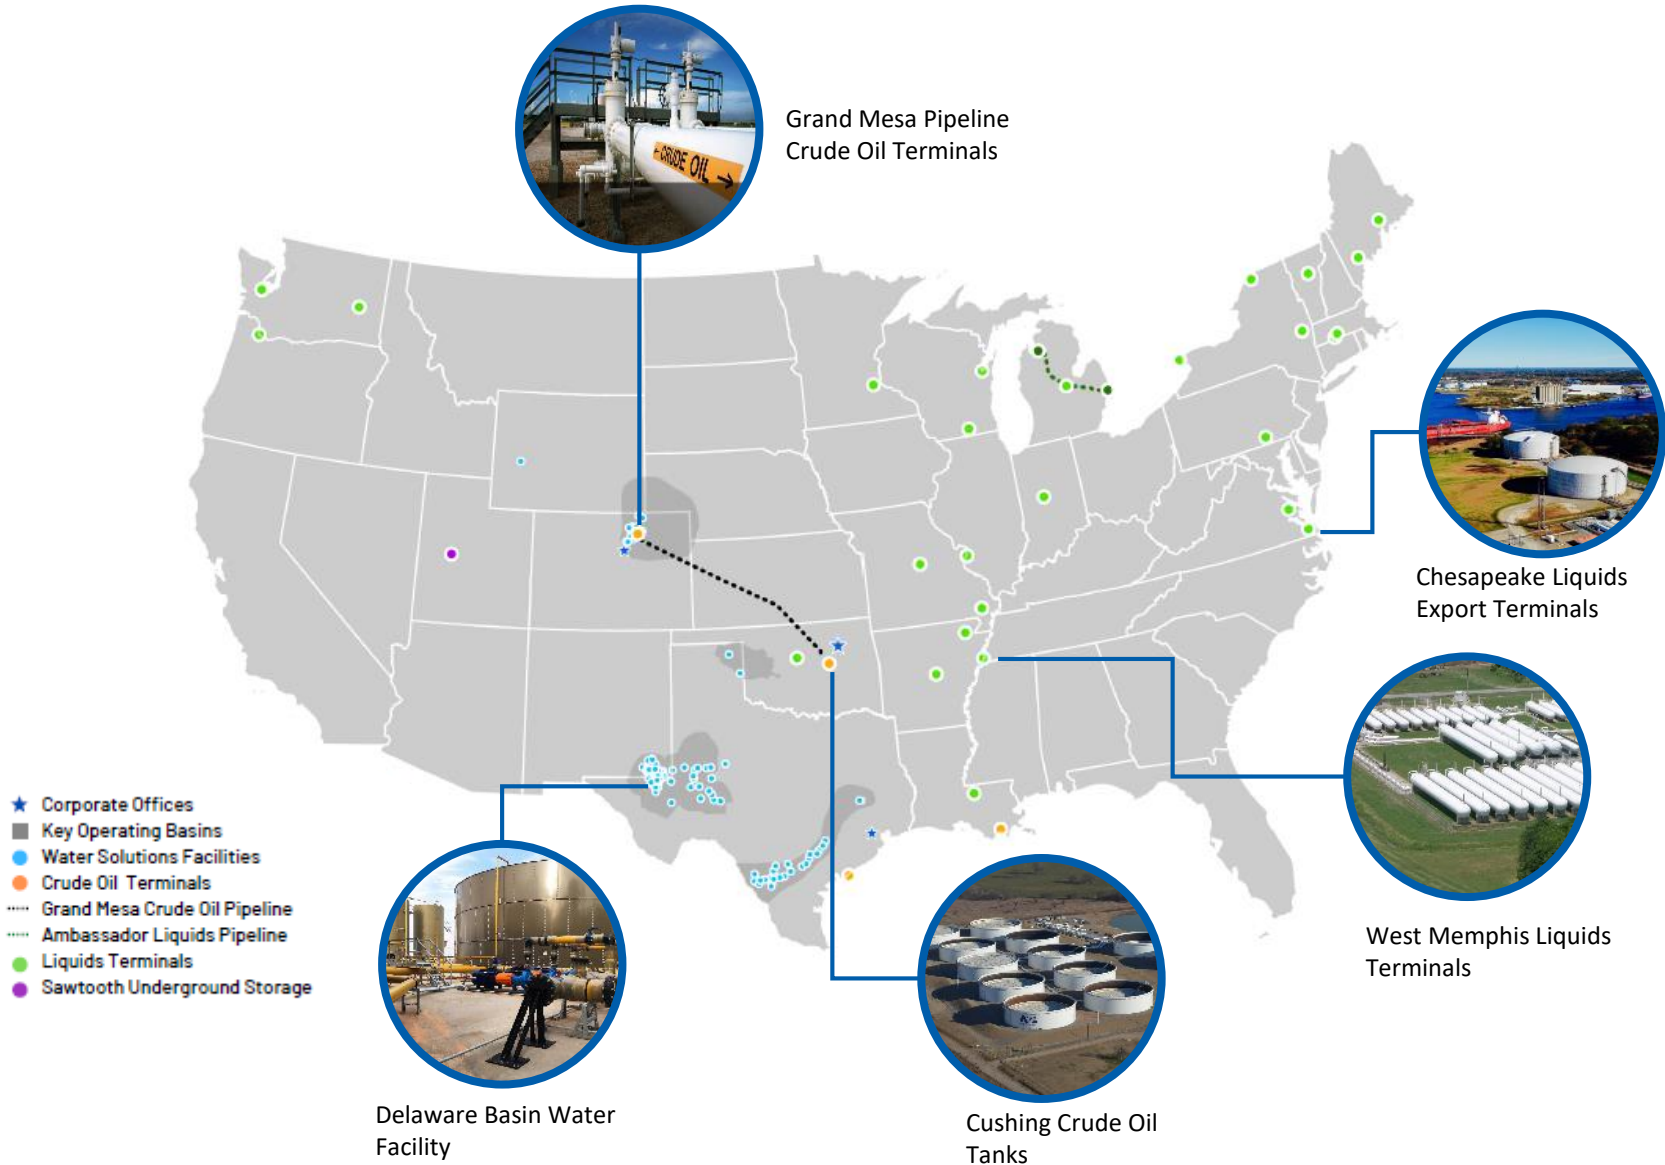 ← CRUDE OIL →
Grand Mesa Pipeline
Crude Oil Terminals
Chesapeake Liquids
Export Terminals
West Memphis Liquids
Terminals
Corporate Offices
Key Operating Basins
Water Solutions Facilities
Crude Oil Terminals
Grand Mesa Crude Oil Pipeline
Ambassador Liquids Pipeline
Liquids Terminals
Sawtooth Underground Storage
Delaware Basin Water
Facility
Cushing Crude Oil
Tanks